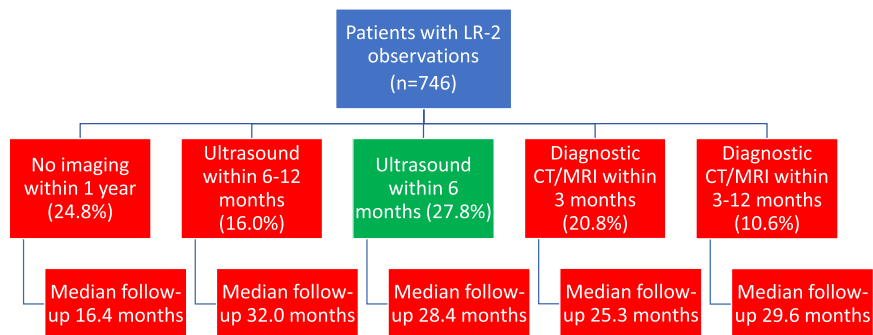 Patients with LR-2
observations
(n=746)
No imaging
within 1 year
(24.8%)
Ultrasound
within 6-12
months
(16.0%)
Ultrasound
within 6
months (27.8%)
Diagnostic
CT/MRI within
3 months
(20.8%)
Diagnostic
CT/MRI within
3-12 months
(10.6%)
Median follow-
up 16.4 months
Median follow-
up 32.0 months
Median follow-
up 28.4 months
Median follow-
up 25.3 months
Median follow-
up 29.6 months